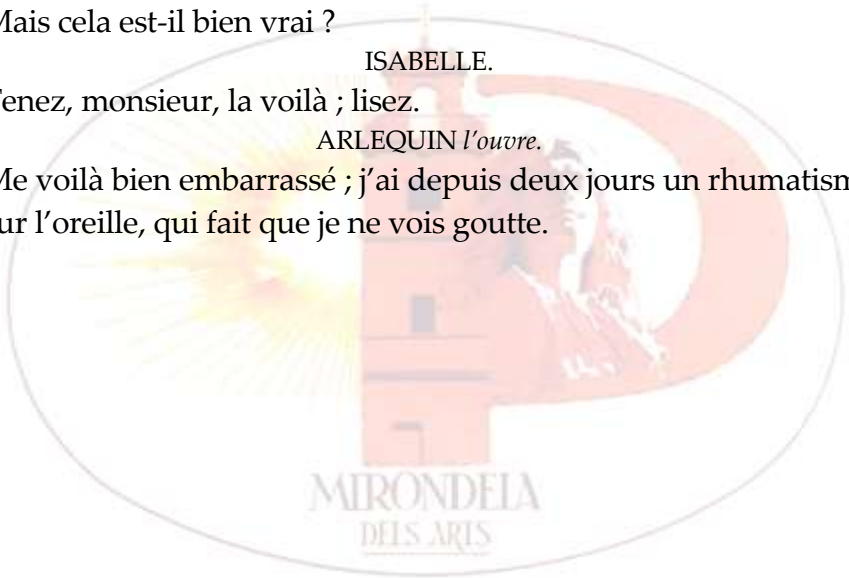 Mais cela est-il bien vrai ?
ISABELLE.
enez, monsieur, la voilà ; lisez.
ARLEQUIN l'ouvre.
Me voilà bien embarrassé ; j'ai depuis deux jours un rhumatism
ur l'oreille, qui fait que je ne vois goutte.
MIRONDELA
DELS ARTS